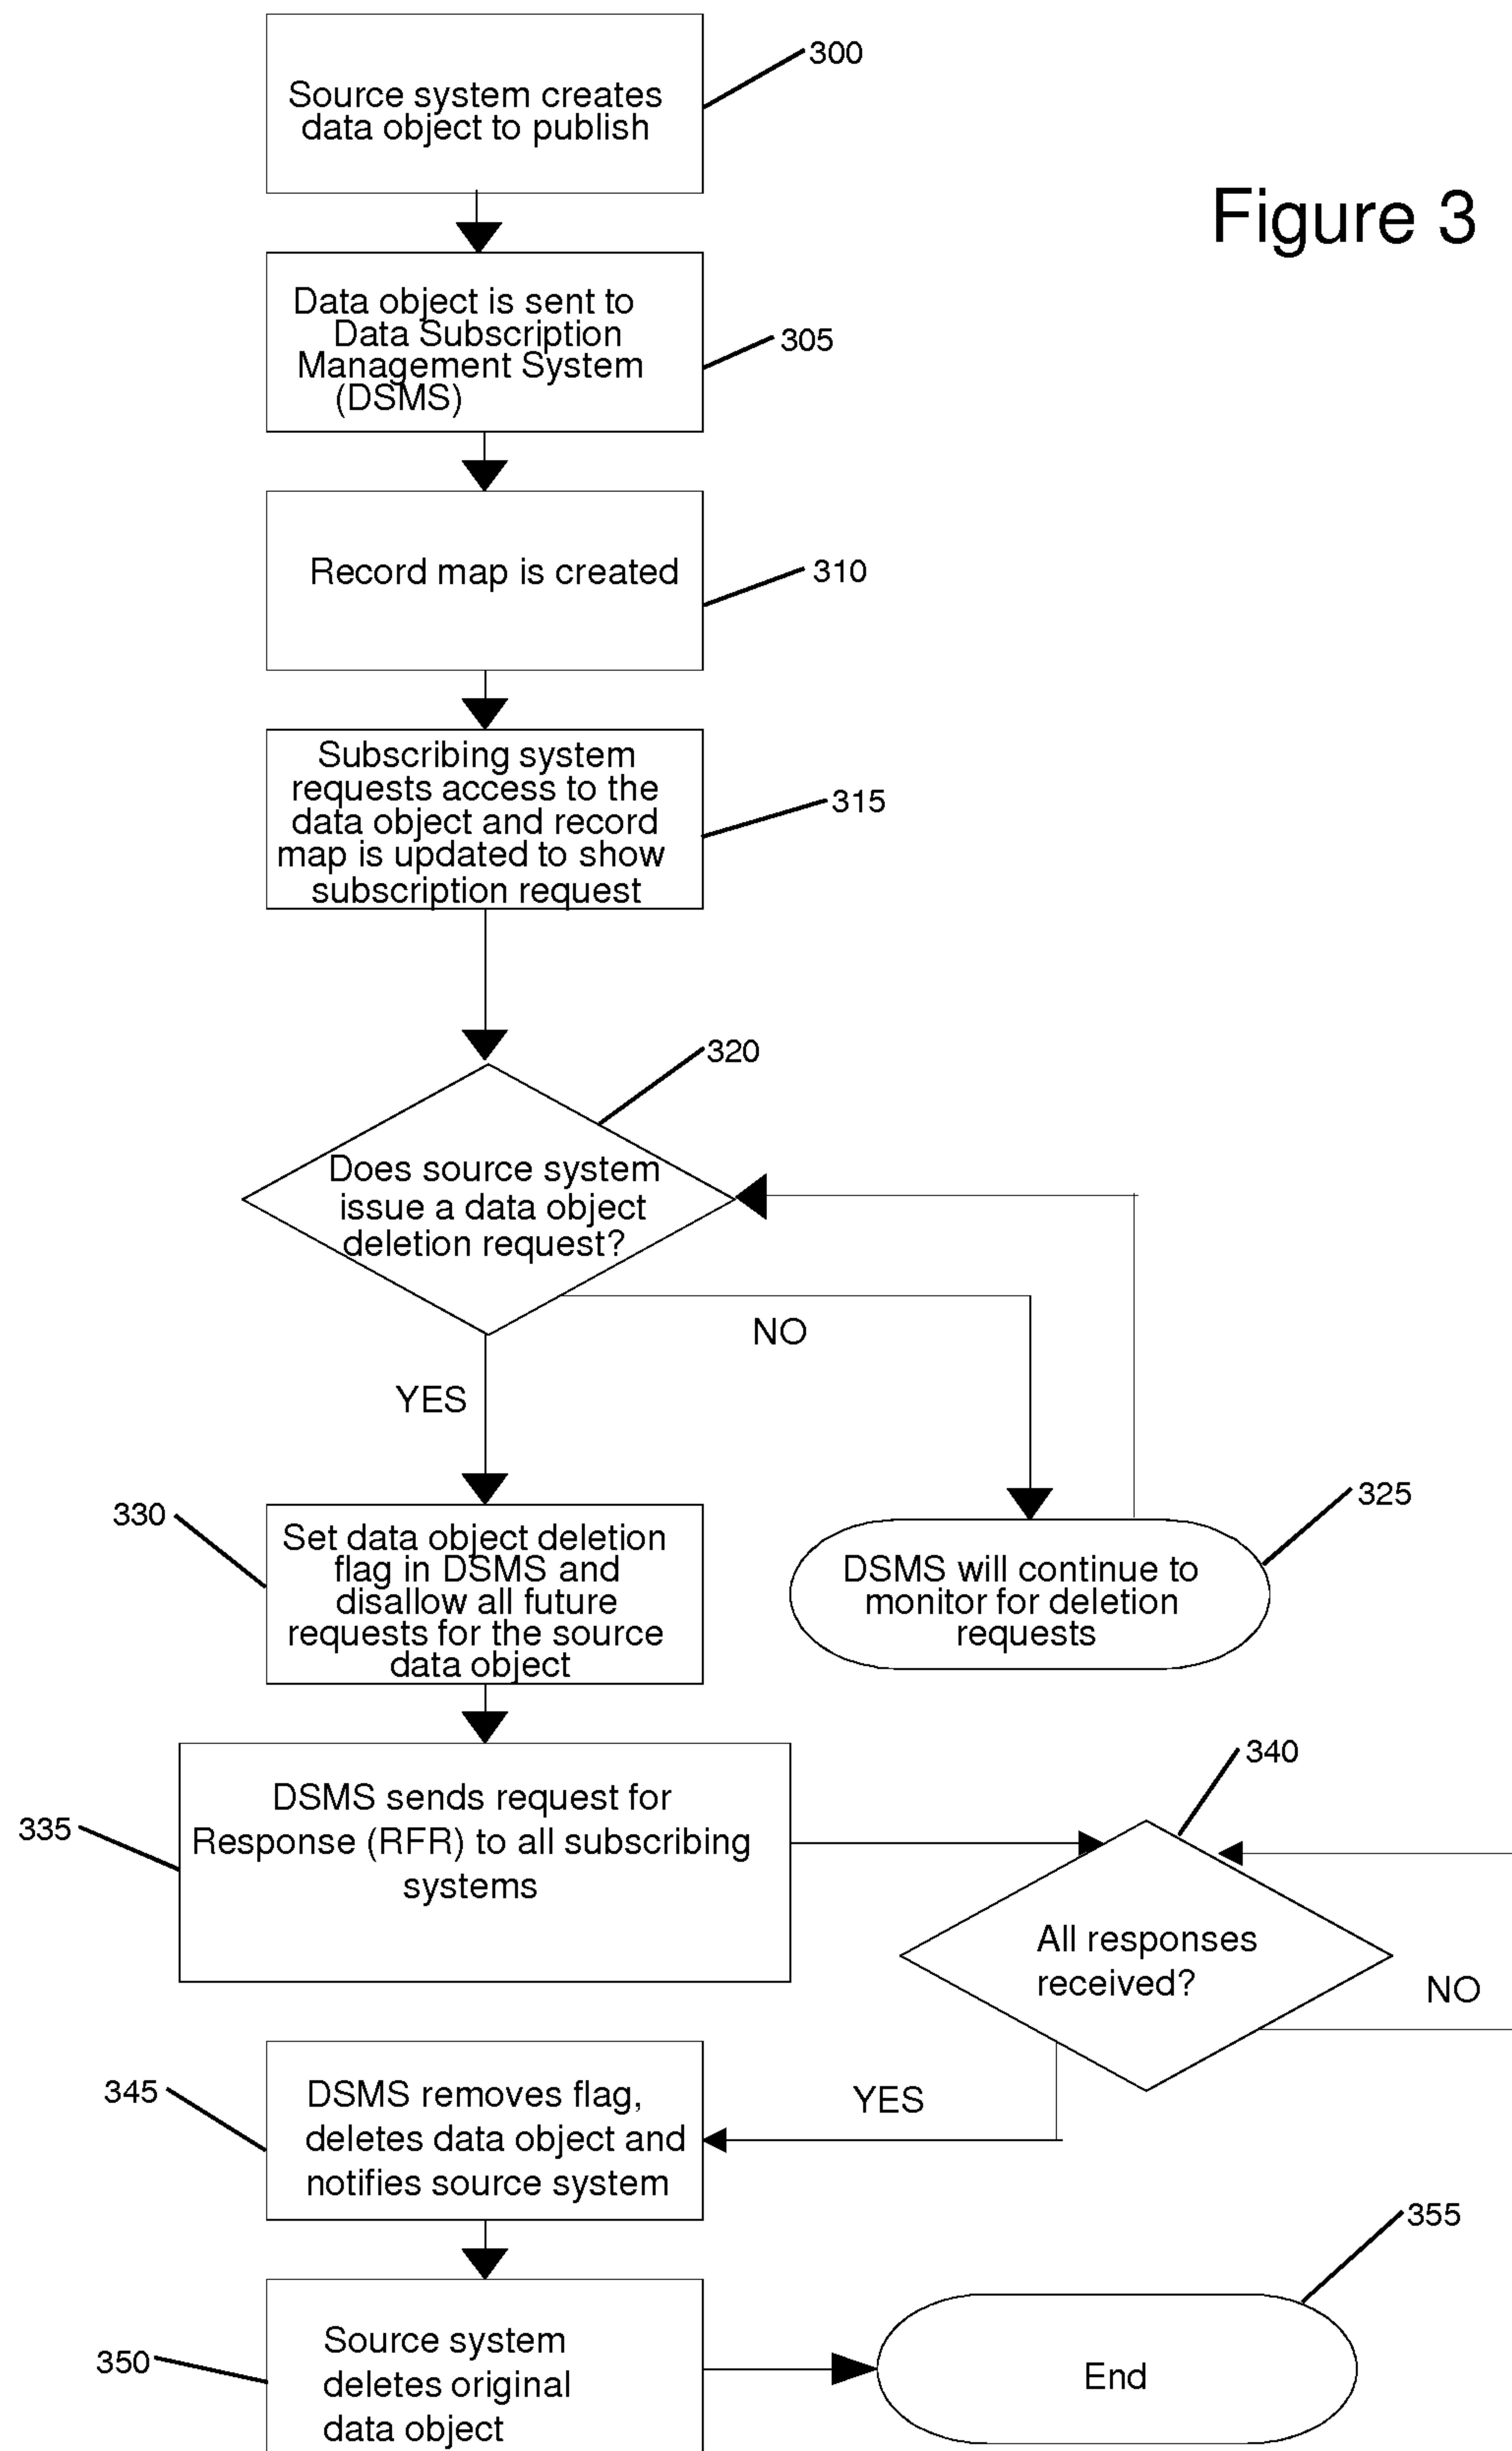 300
Source system creates
data object to publish
Figure 3
Data object is sent to
Data Subscription
Management System
(DSMS)
305
Record map is created
310
Subscribing system
requests access to the
data object and record
map is updated to show
subscription request
315
320
Does source system
issue a data object
deletion request?
NO
YES
330
Set data object deletion
flag in DSMS and
disallow all future
requests for the source
data object
325
DSMS will continue to
monitor for deletion
requests
335
DSMS sends request for
Response (RFR) to all subscribing
systems
340
All responses
received?
NO
345
DSMS removes flag,
deletes data object and
notifies source system
YES
350
Source system
deletes original
data object
355
End